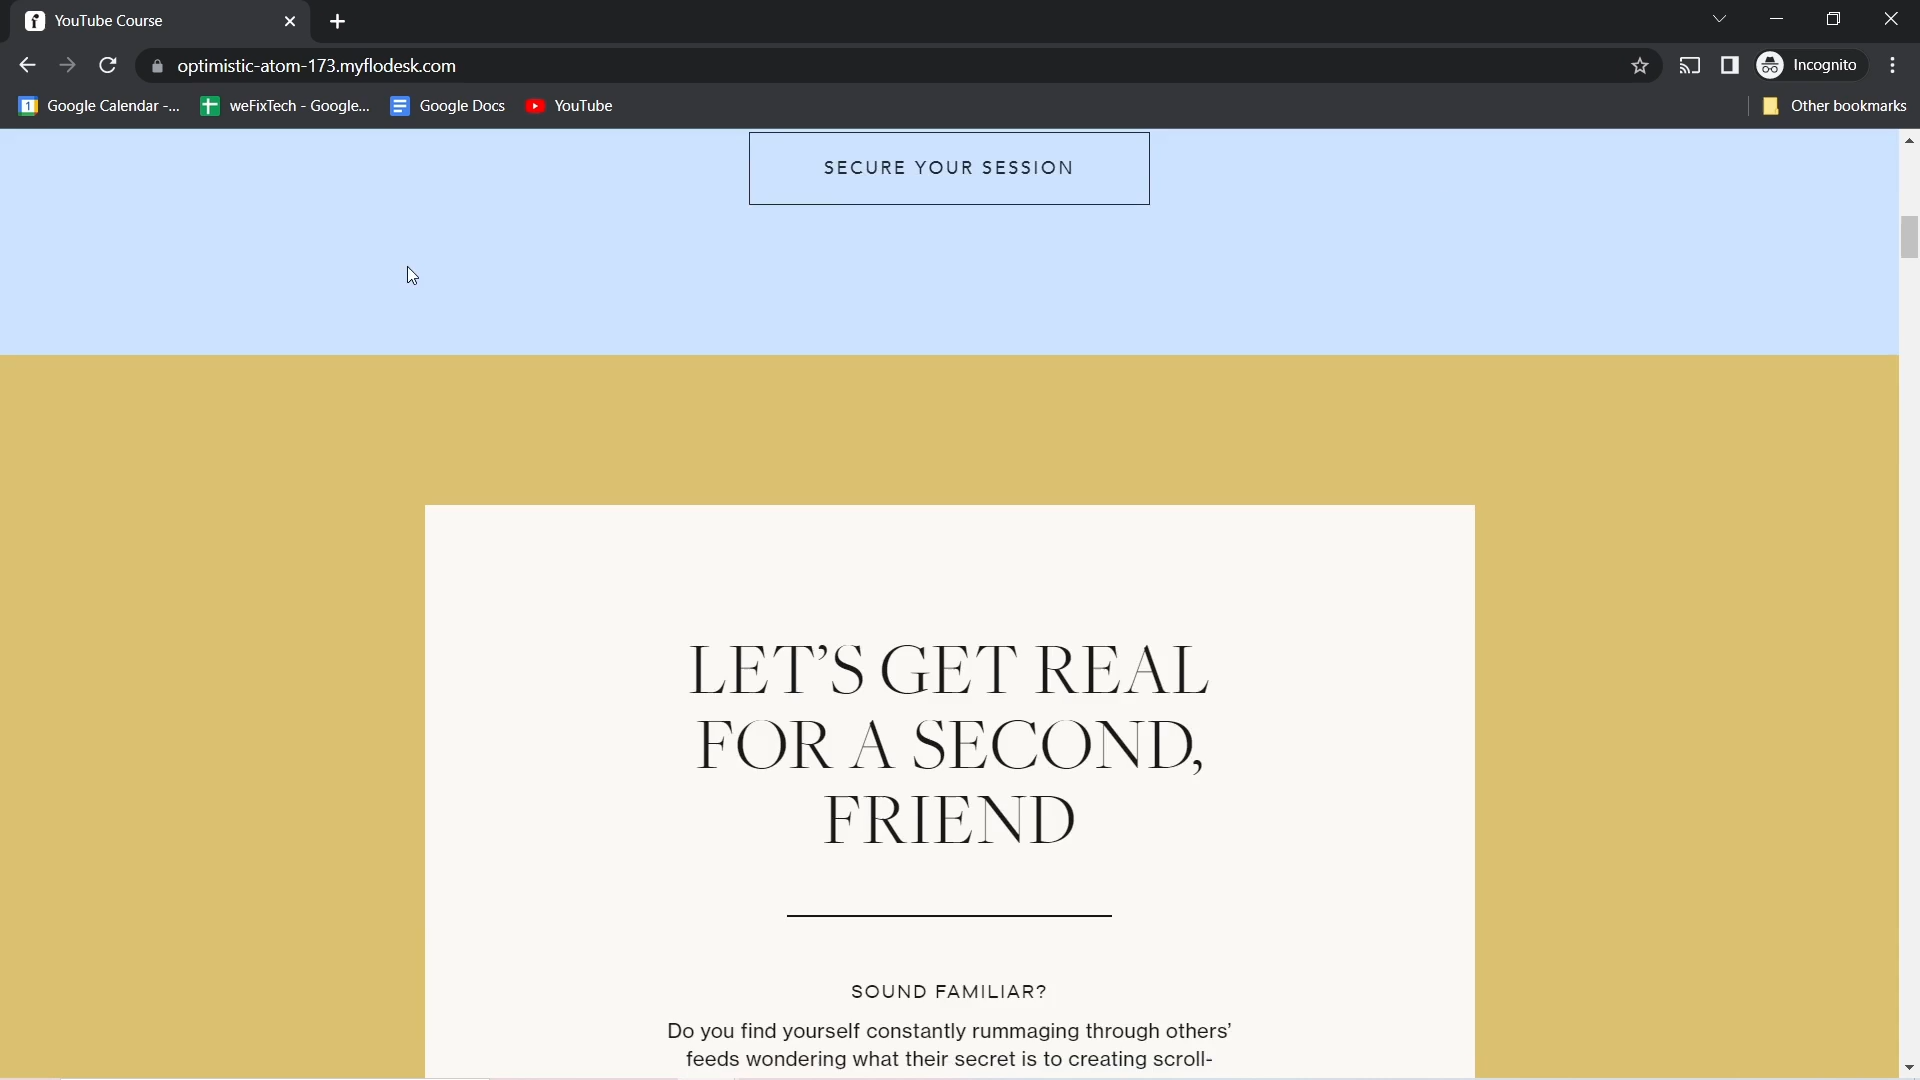 YouTube Course
optimistic-atom-173.myflodesk.com
Incognito
1 Google Calendar -... weFixTech - Google... Google Docs YouTube Other bookmarks
SECURE YOUR SESSION
LET’S GET REAL
FOR A SECOND,
FRIEND
SOUND FAMILIAR?
Do you find yourself constantly rummaging through others’
feeds wondering what their secret is to creating scroll-